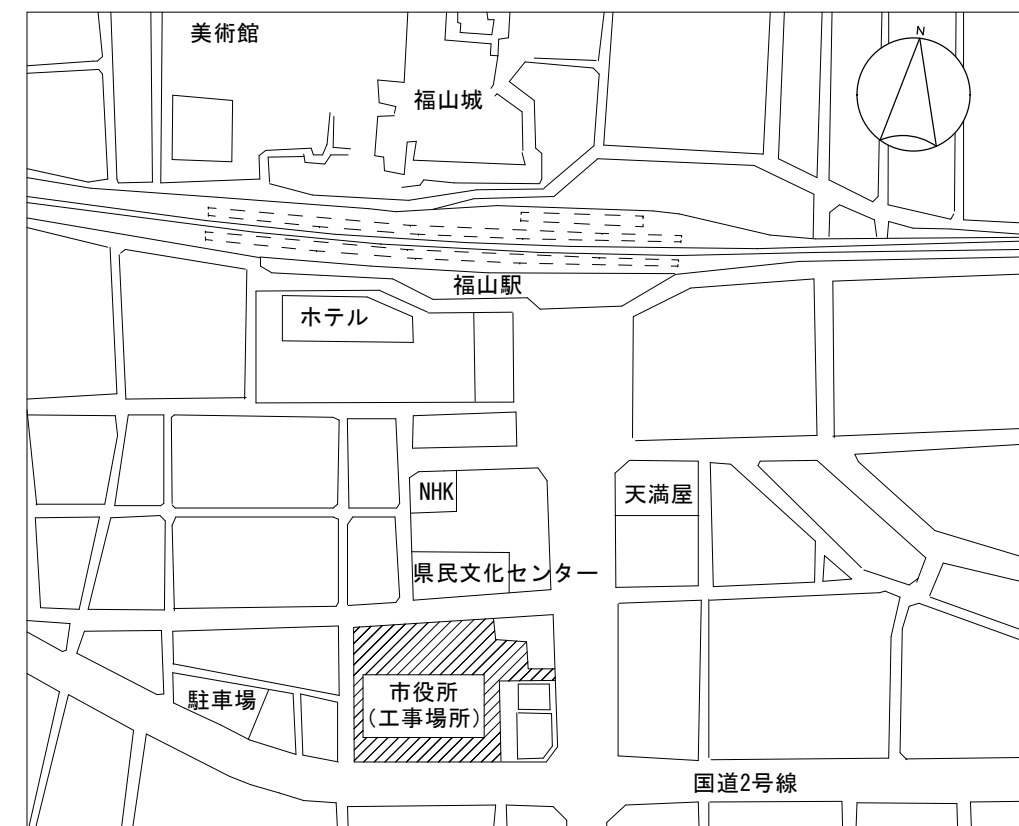 美術館
N
福山城
福山駅
ホテル
NHK
天満屋
県民文化センター
駐車場
市役所
(工事場所)
国道2号線